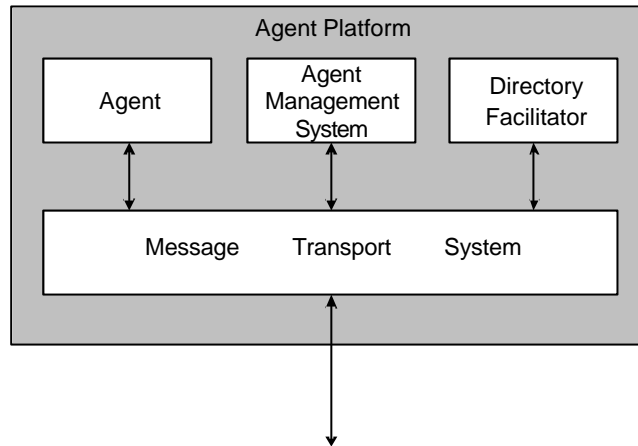 Agent Platform
Agent
Agent
Management
System
Directory
Facilitator
Message Transport System